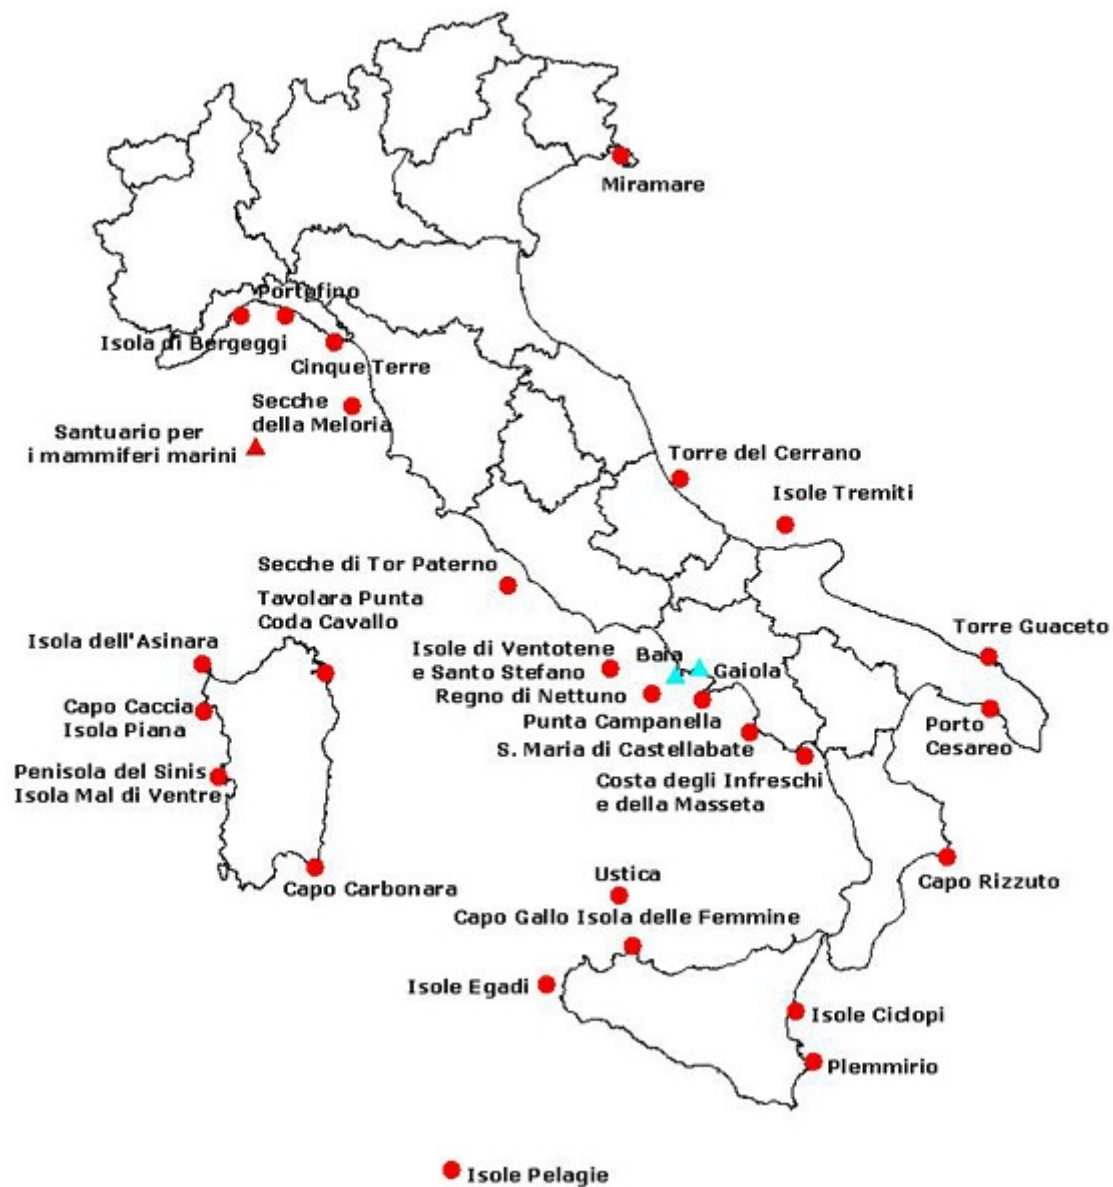 Miramare
Portofino
Isola di Bergeggi
Cinque Terre
Secche
della Meloria
Santuario per
i mammiferi marini
Torre del Cerrano
Isole Tremiti
Secche di Tor Paterno
Tavolara Punta
Coda Cavallo
Isola dell'Asinara
Isole di Ventotene
e Santo Stefano
Baia
Gaiola
Torre Guaceto
Regno di Nettuno
Capo Caccia
Isola Piana
Punta Campanella
Porto
Cesareo
S. Maria di Castellabate
Penisola del Sinis
Isola Mal di Ventre
Costa degli Infreschi
e della Masseta
Capo Carbonara
Ustica
Capo Rizzuto
Capo Gallo Isola delle Femmine
Isole Egadi
Isole Ciclopi
Plemmirio
Isole Pelagie